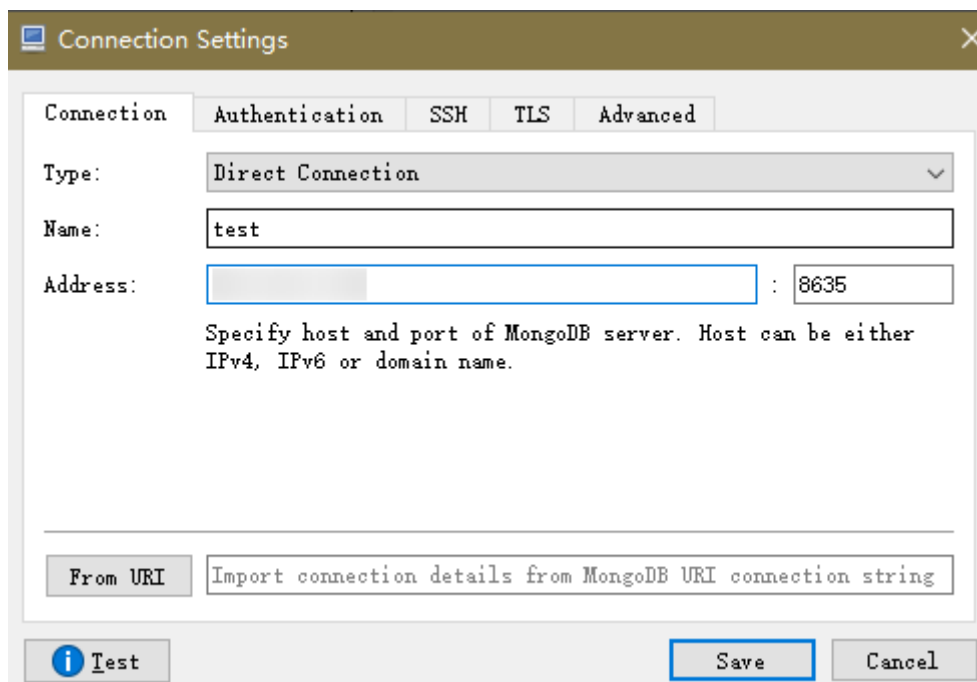 Connection Settings
Connection Authentication SSH TLS Advanced
Type: Direct Connection
Name: test
Address: : 8635
Specify host and port of MongoDB server. Host can be either
IPv4, IPv6 or domain name.
From URI Import connection details from MongoDB URI connection string
Test Save Cancel